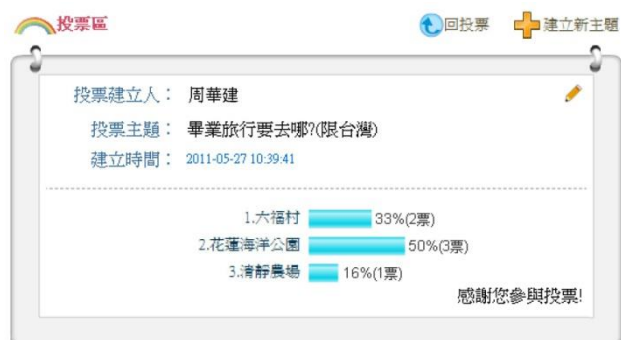 投票區 回投票 建立新主題
投票建立人： 周華建
投票主題： 畢業旅行要去哪?(限台灣)
建立時間： 2011-05-27 10:39:41
1.六福村 33%(2票)
2.花蓮海洋公園 50%(3票)
3.清靜農場 16%(1票)
感謝您參與投票!